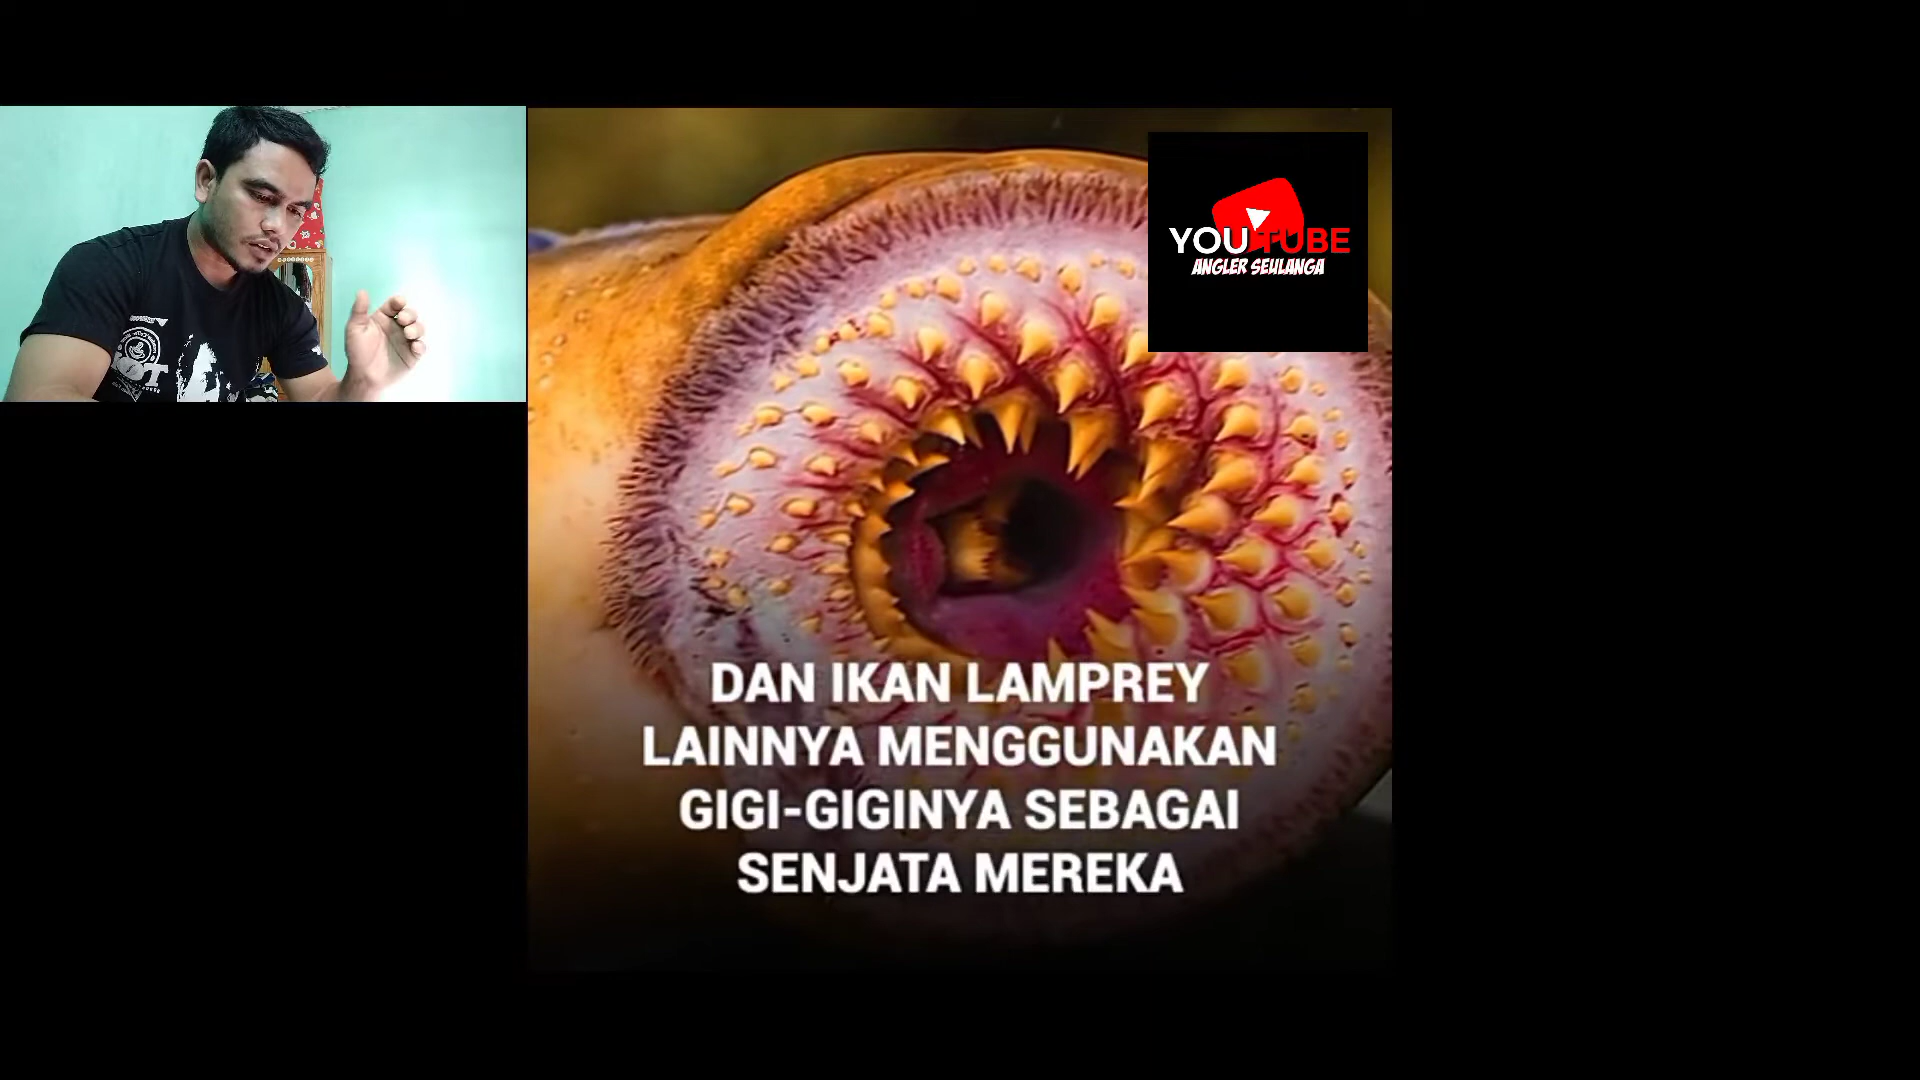 YOUTUBE
ANGLER SEULANGA
DAN IKAN LAMPREY
LAINNYA MENGGUNAKAN
GIGI-GIGINYA SEBAGAI
SENJATA MEREKA